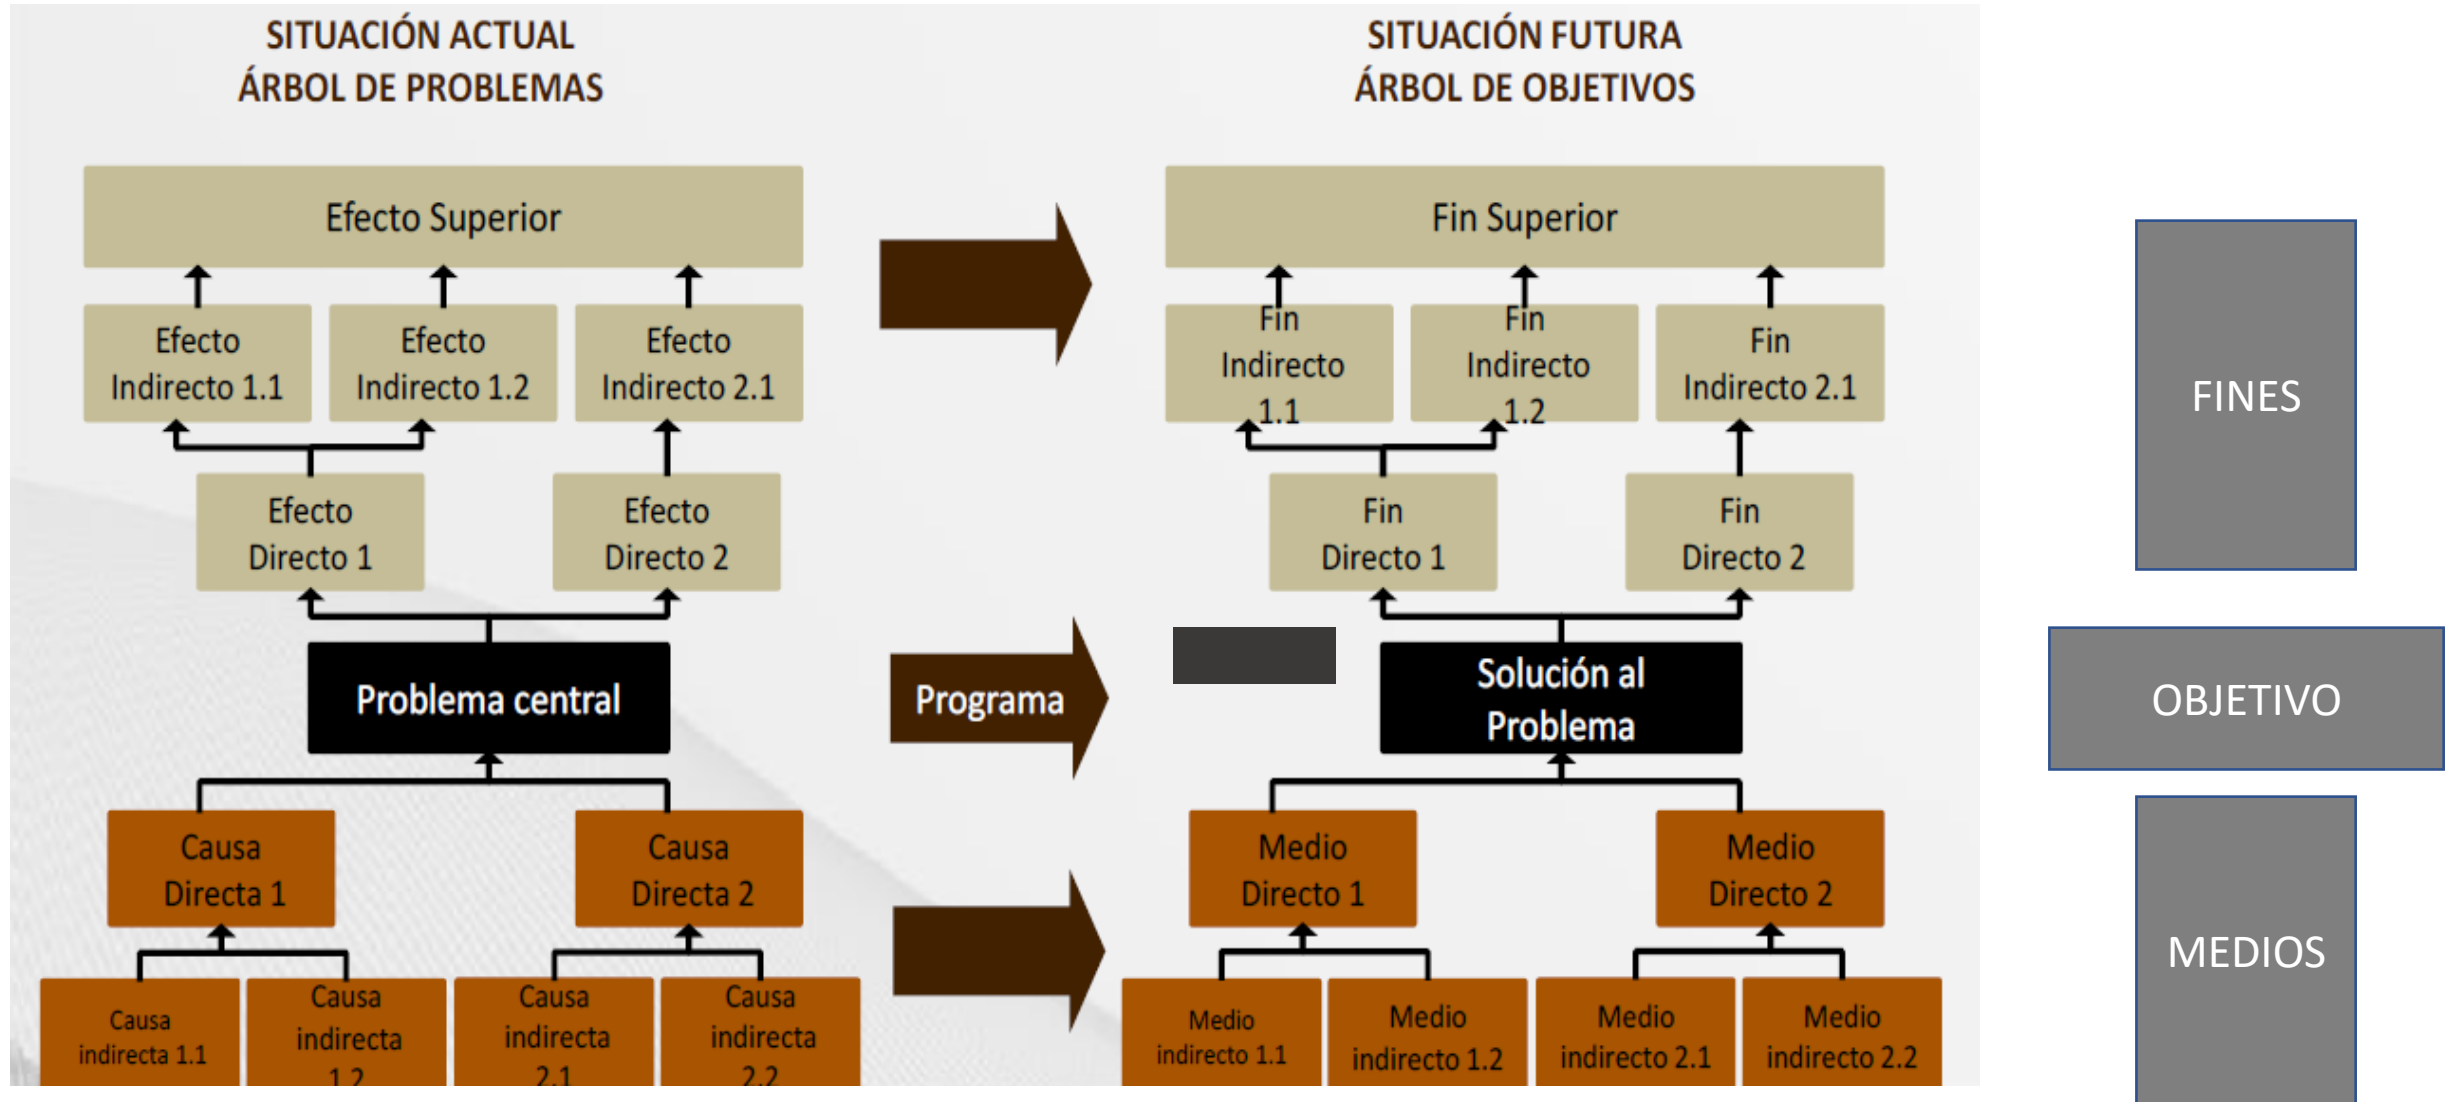 SITUACIÓN ACTUAL
ÁRBOL DE PROBLEMAS
Efecto Superior
Efecto
Indirecto 1.1
Efecto
Indirecto 1.2
Efecto
Indirecto 2.1
Efecto
Directo 1
Efecto
Directo 2
Problema central
Causa
Directa 1
Causa
Directa 2
Causa
indirecta 1.1
Causa
indirecta
1.2
Causa
indirecta
2.1
Causa
indirecta
2.2
Programa
SITUACIÓN FUTURA
ÁRBOL DE OBJETIVOS
Fin Superior
Fin
Indirecto
1.1
Fin
Indirecto
1.2
Fin
Indirecto 2.1
Fin
Directo 1
Fin
Directo 2
Solución al
Problema
Medio
Directo 1
Medio
Directo 2
Medio
indirecto 1.1
Medio
indirecto 1.2
Medio
indirecto 2.1
Medio
indirecto 2.2
FINES
OBJETIVO
MEDIOS